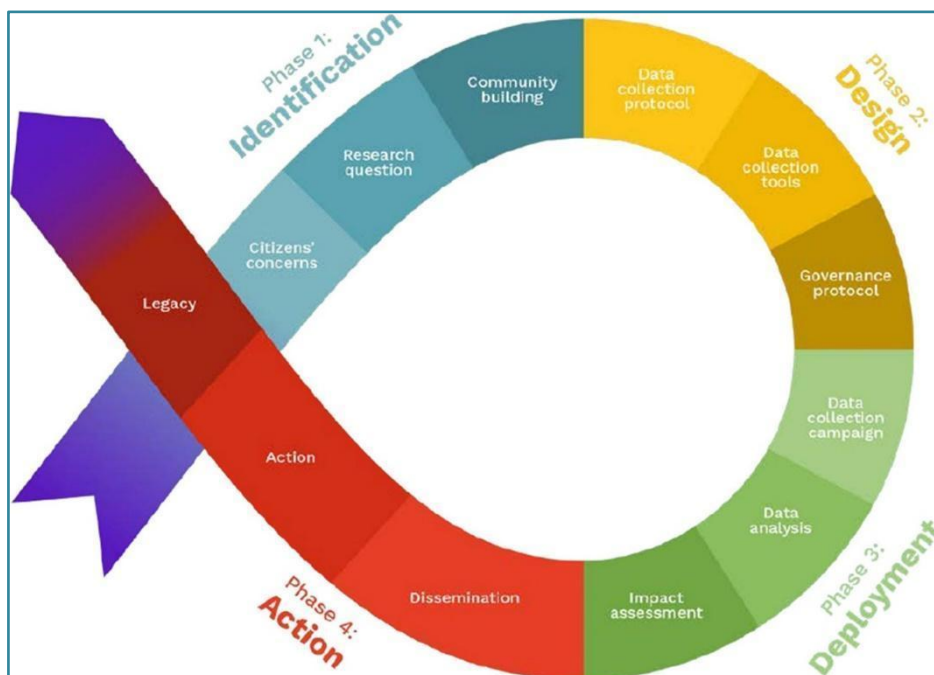 Phase 1:
Identification
Citizens'
concerns
Research
question
Community
building
Phase 2:
Design
Data
collection
protocol
Data
collection
tools
Governance
protocol
Phase 3:
Deployment
Data
collection
campaign
Data
analysis
Impact
assessment
Phase 4:
Action
Dissemination
Action
Legacy